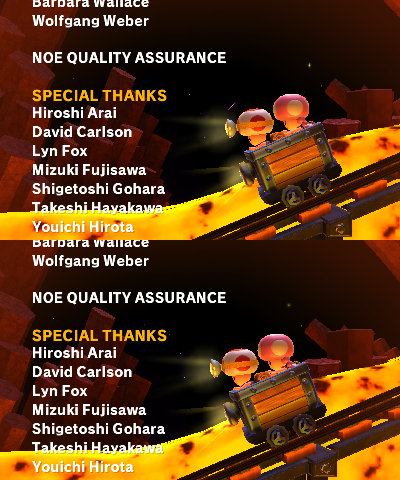 Barbara Wallace
Wolfgang Weber
NOE QUALITY ASSURANCE
SPECIAL THANKS
Hiroshi Arai
David Carlson
Lyn Fox
Mizuki Fujisawa
Shigetoshi Gohara
Takeshi Hayakawa
Youichi Hirota
Barbara Wallace
Wolfgang Weber
NOE QUALITY ASSURANCE
SPECIAL THANKS
Hiroshi Arai
David Carlson
Lyn Fox
Mizuki Fujisawa
Shigetoshi Gohara
Takeshi Hayakawa
Youichi Hirota